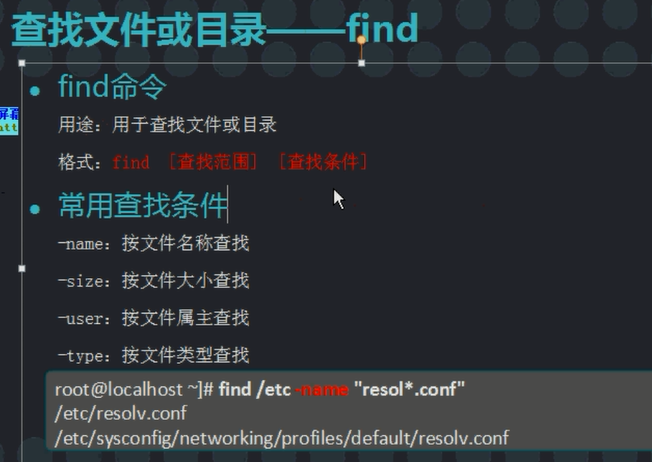 查找文件或目录——find
find命令
用途：用于查找文件或目录
格式：find [查找范围] [查找条件]
常用查找条件
-name：按文件名称查找
-size：按文件大小查找
-user：按文件属主查找
-type：按文件类型查找
root@localhost ~]# find /etc -name "resol*.conf"
/etc/resolv.conf
/etc/sysconfig/networking/profiles/default/resolv.conf